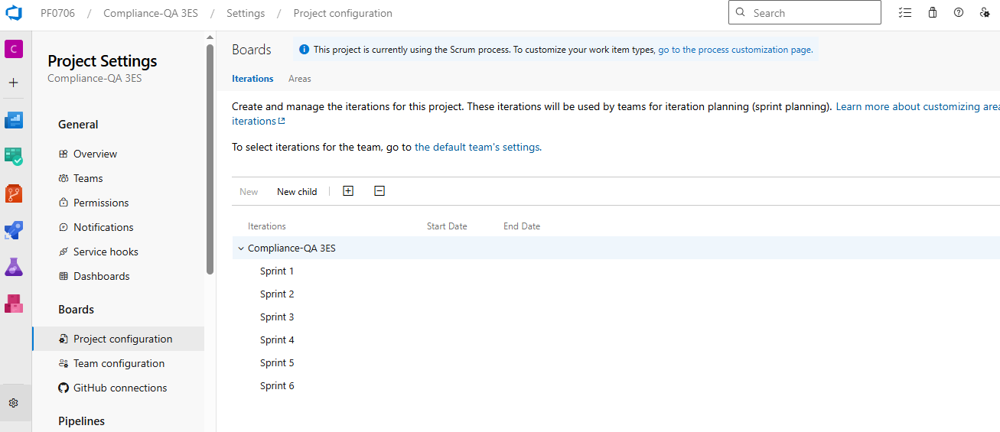 PF0706 / Compliance-QA 3ES / Settings / Project configuration
Search
C
Project Settings
Compliance-QA 3ES
General
Overview
Teams
Permissions
Notifications
Service hooks
Dashboards
Boards
Project configuration
Team configuration
GitHub connections
Pipelines
Boards
This project is currently using the Scrum process. To customize your work item types, go to the process customization page.
Iterations Areas
Create and manage the iterations for this project. These iterations will be used by teams for iteration planning (sprint planning). Learn more about customizing area
iterations
To select iterations for the team, go to the default team's settings.
New New child
Iterations Start Date End Date
Compliance-QA 3ES
Sprint 1
Sprint 2
Sprint 3
Sprint 4
Sprint 5
Sprint 6